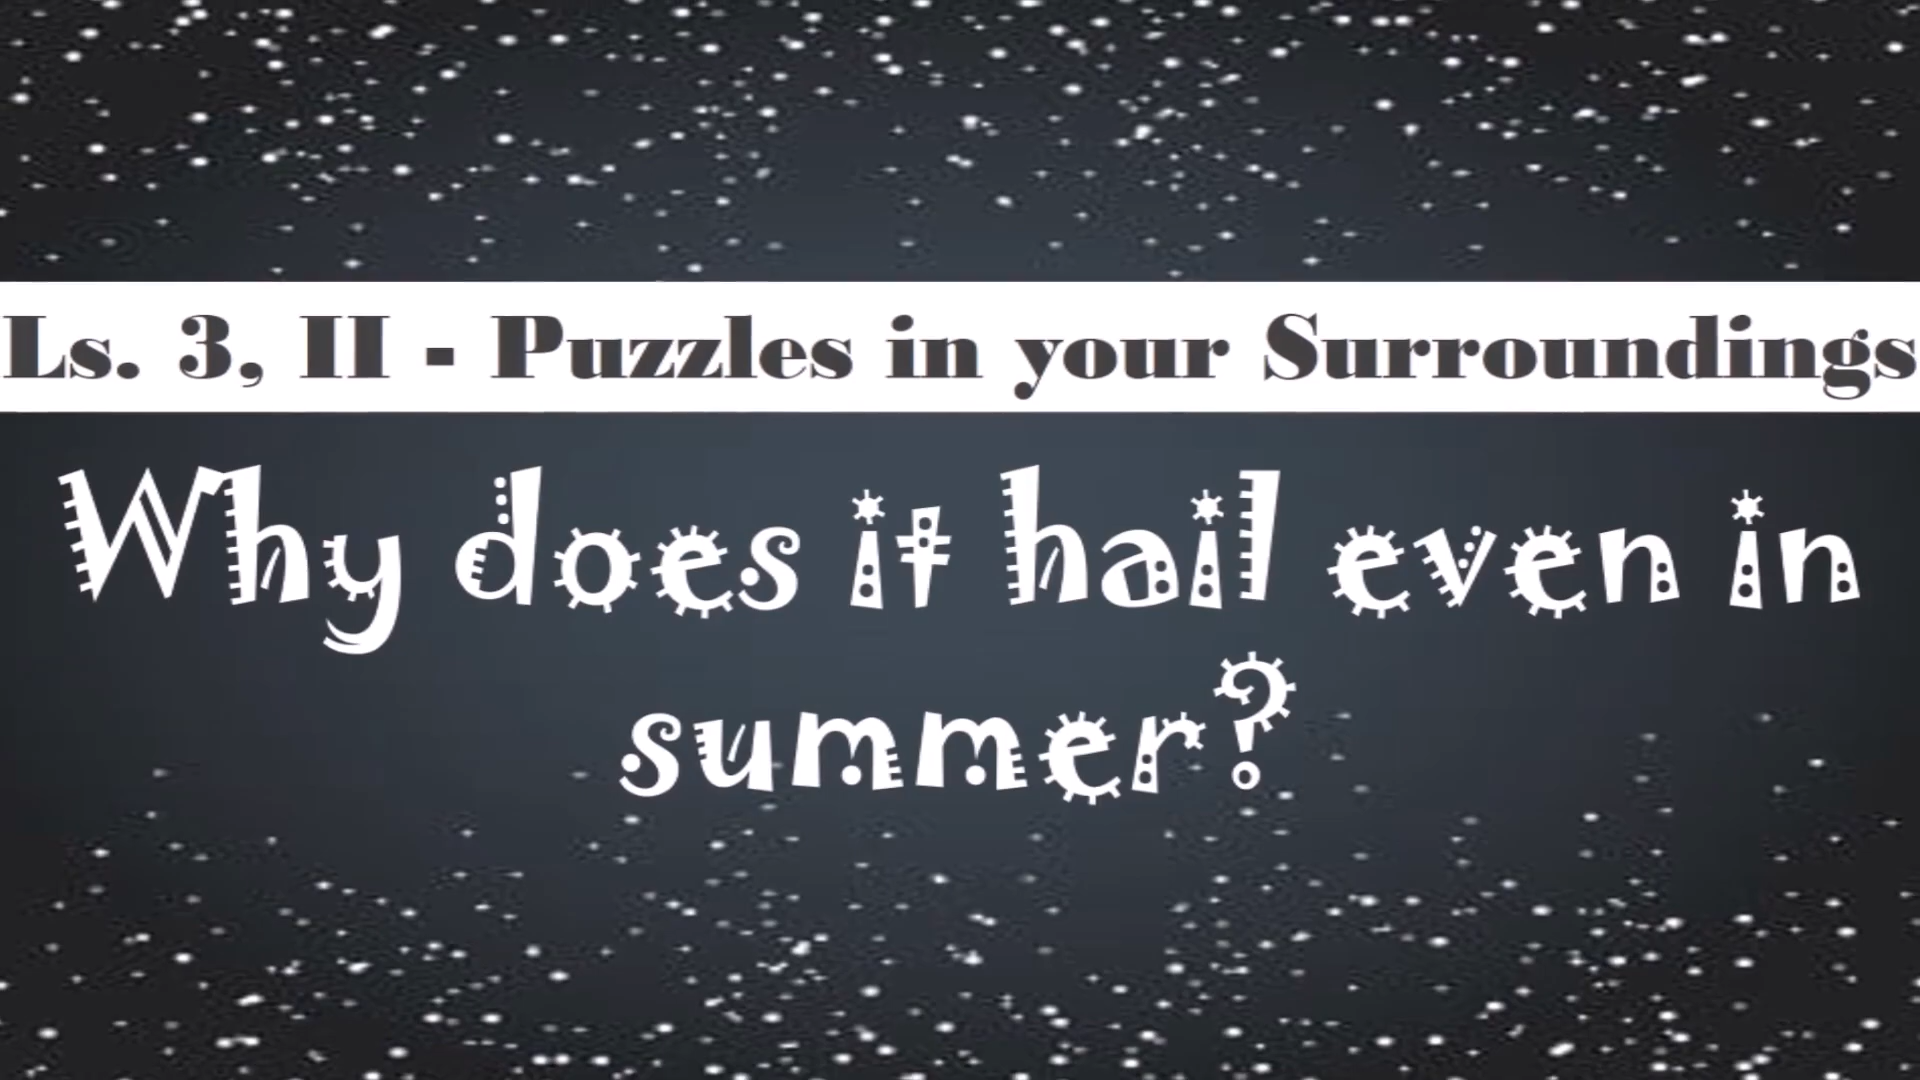 Ls. 3, II - Puzzles in your Surroundings
Why does it hail even in
summer?